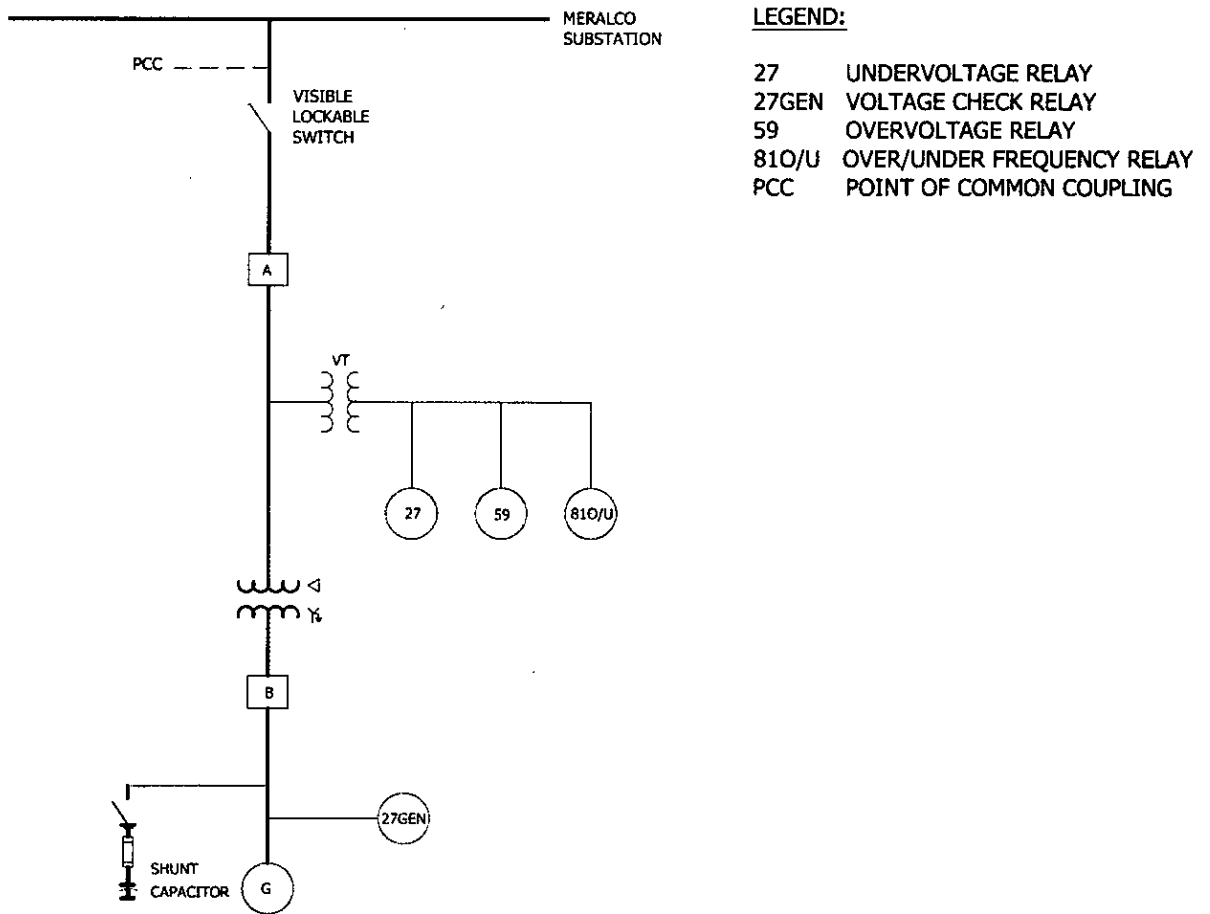 MERALCO
SUBSTATION
PCC
VISIBLE
LOCKABLE
SWITCH
A
VT
27
59
81O/U
B
27GEN
SHUNT
CAPACITOR
G
LEGEND:
27 UNDERVOLTAGE RELAY
27GEN VOLTAGE CHECK RELAY
59 OVERVOLTAGE RELAY
81O/U OVER/UNDER FREQUENCY RELAY
PCC POINT OF COMMON COUPLING